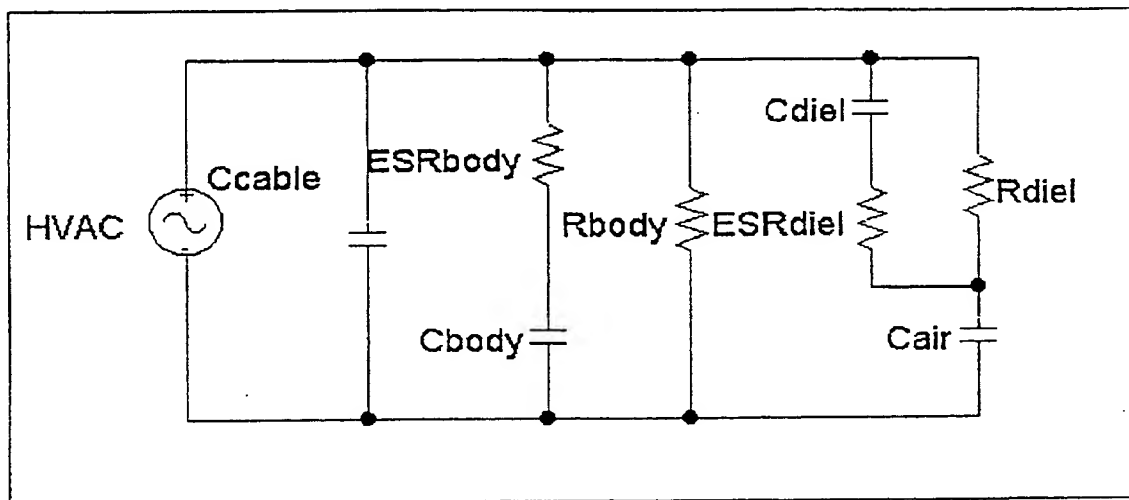 Cdiel
ESRbody
Ccable
Rdiel
HVAC
Rbody
ESRdiel
Cbody
Cair